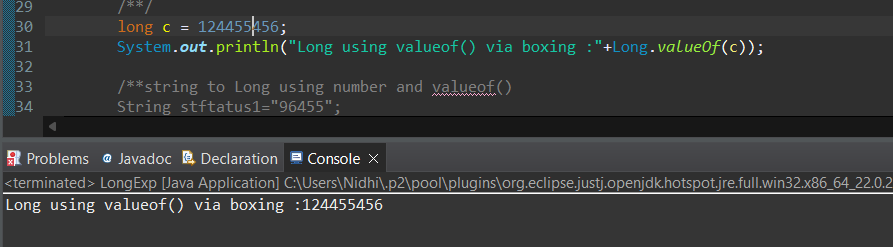 29 /**/
30 long c = 124455456;
31 System.out.println("Long using valueof() via boxing :"+Long.valueOf(c));
32
33 /**string to Long using number and valueof()
34 String stftatus1="96455";
Problems @ Javadoc Declaration Console ×
<terminated> LongExp [Java Application] C:\Users\Nidhi\.p2\pool\plugins\org.eclipse.justj.openjdk.hotspot.jre.full.win32.x86_64_22.0.2
Long using valueof() via boxing :124455456